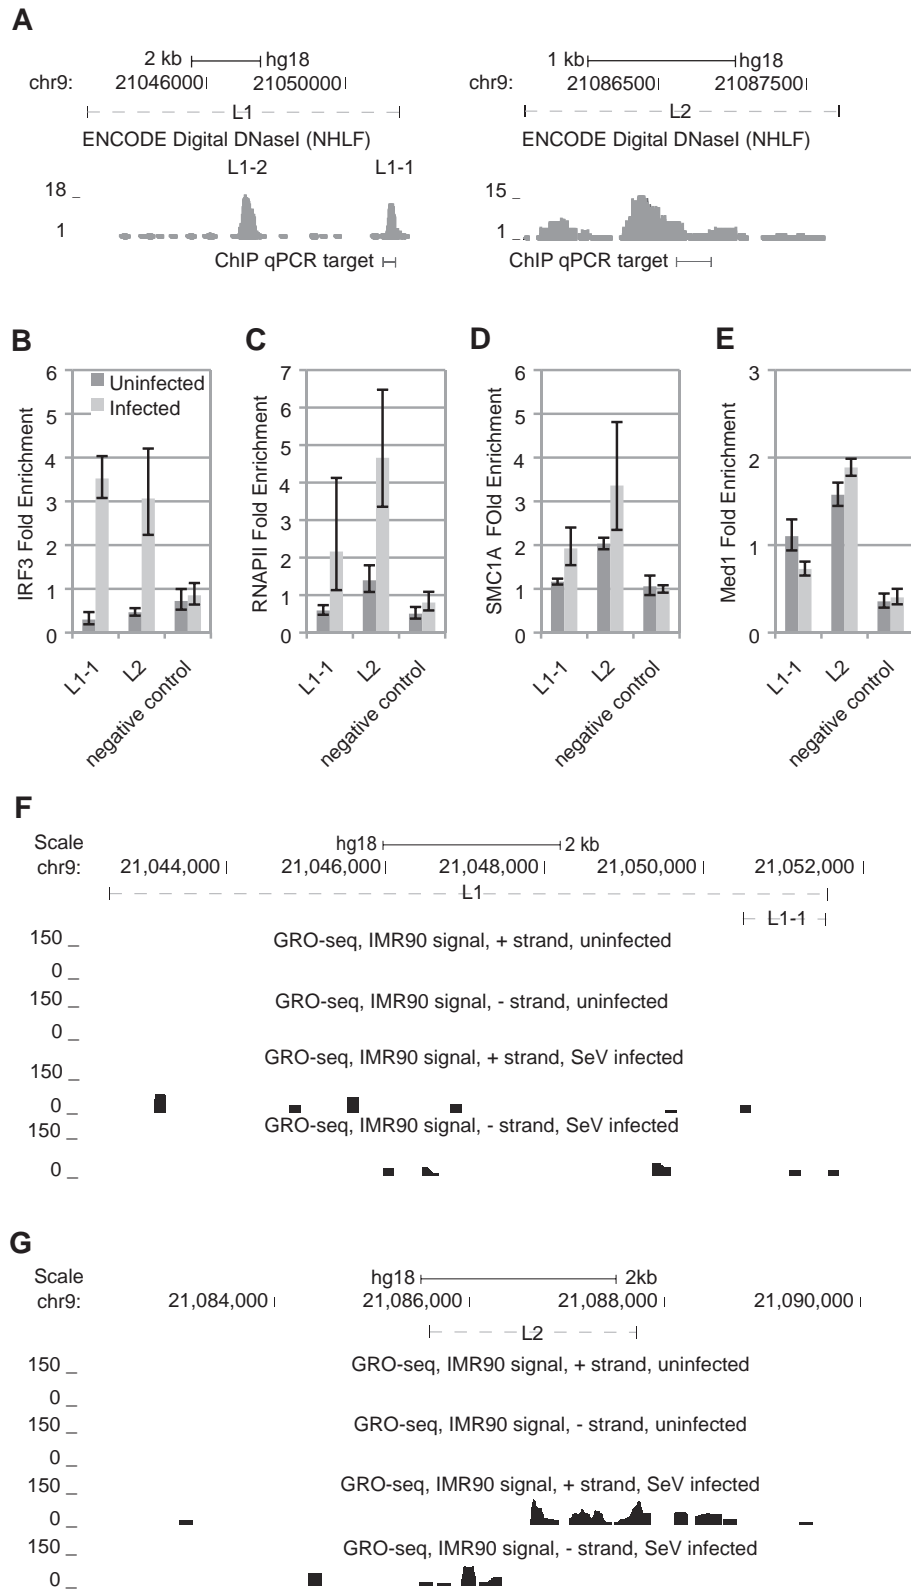 A
2 kb hg18
chr9: 21046000 21050000
L1
ENCODE Digital DNaseI (NHLF)
L1-2 L1-1
18
1
ChIP qPCR target
1 kb hg18
chr9: 21086500 21087500
L2
ENCODE Digital DNaseI (NHLF)
15
1
ChIP qPCR target
B
IRF3 Fold Enrichment
6
5
4
3
2
1
0
Uninfected
Infected
L1-1
L2
negative control
C
RNAPII Fold Enrichment
7
6
5
4
3
2
1
0
L1-1
L2
negative control
D
SMC1A FOld Enrichment
6
5
4
3
2
1
0
L1-1
L2
negative control
E
Med1 Fold Enrichment
3
2
1
0
L1-1
L2
negative control
F
Scale hg18 2 kb
chr9: 21,044,000 21,046,000 21,048,000 21,050,000 21,052,000
L1
L1-1
GRO-seq, IMR90 signal, + strand, uninfected
150
0
GRO-seq, IMR90 signal, - strand, uninfected
150
0
GRO-seq, IMR90 signal, + strand, SeV infected
150
0
GRO-seq, IMR90 signal, - strand, SeV infected
150
0
G
Scale hg18 2kb
chr9: 21,084,000 21,086,000 21,088,000 21,090,000
L2
GRO-seq, IMR90 signal, + strand, uninfected
150
0
GRO-seq, IMR90 signal, - strand, uninfected
150
0
GRO-seq, IMR90 signal, + strand, SeV infected
150
0
GRO-seq, IMR90 signal, - strand, SeV infected
150
0